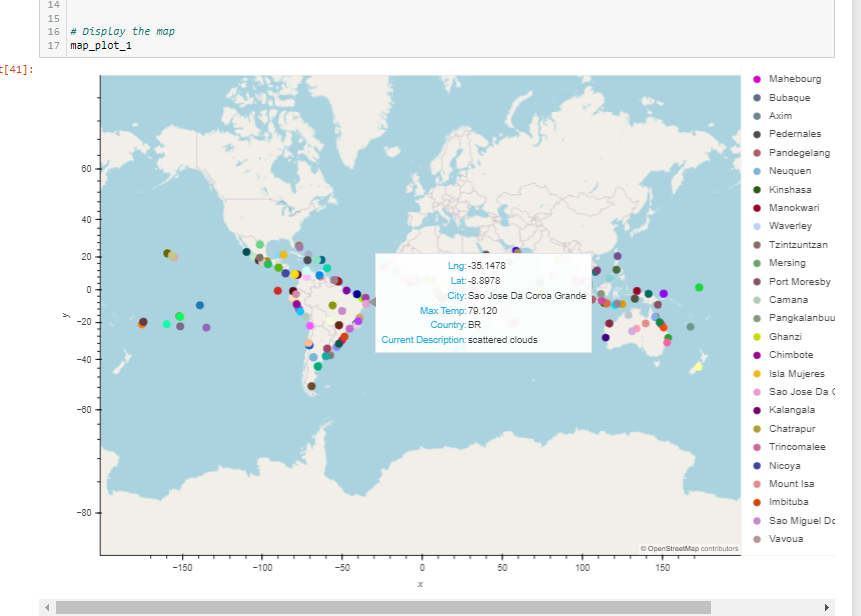 14
15
16 # Display the map
17 map_plot_1
t[41]:
60
40
20
0
−20
−40
−60
−80
y
−150
−100
−50
0
50
100
150
x
Lng: -35.1478
Lat: -8.8978
City: Sao Jose Da Coroa Grande
Max Temp: 79.120
Country: BR
Current Description: scattered clouds
© OpenStreetMap contributors
Mahebourg
Bubaque
Axim
Pedernales
Pandegelang
Neuquen
Kinshasa
Manokwari
Waverley
Tzintzuntzan
Mersing
Port Moresby
Camana
Pangkalanbuu
Ghanzi
Chimbote
Isla Mujeres
Sao Jose Da C
Kalangala
Chatrapur
Trincomalee
Nicoya
Mount Isa
Imbituba
Sao Miguel Do
Vavoua